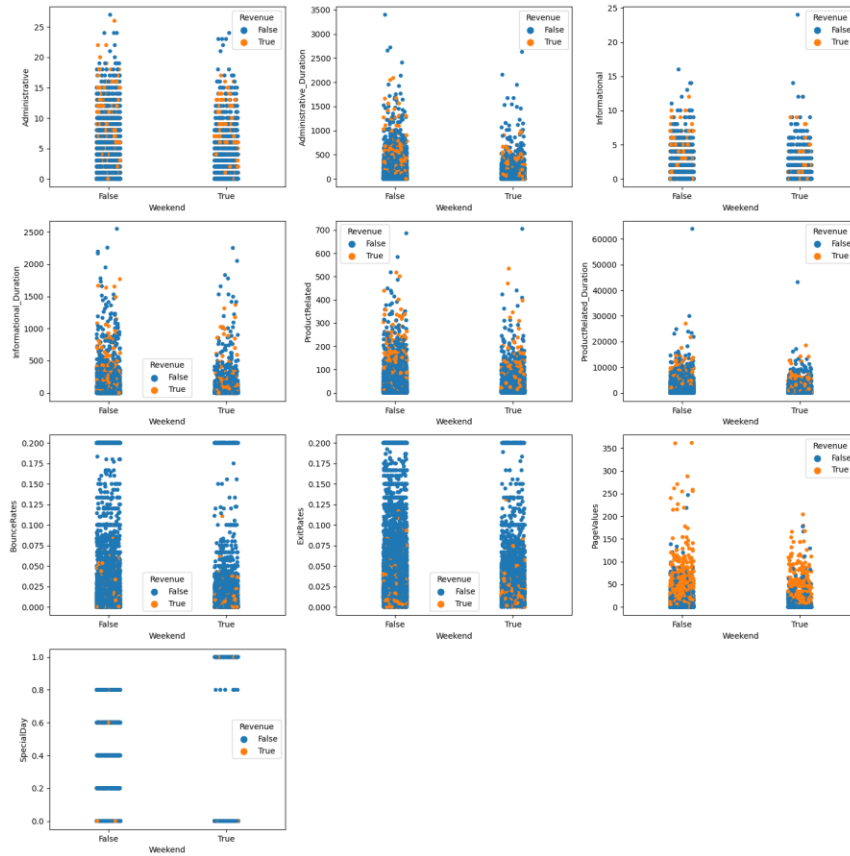 Administrative
25
20
15
10
5
0
Revenue
False
True
False
True
Weekend
Administrative_Duration
3500
3000
2500
2000
1500
1000
500
0
Revenue
False
True
False
True
Weekend
Informational
25
20
15
10
5
0
Revenue
False
True
False
True
Weekend
Informational_Duration
2500
2000
1500
1000
500
0
Revenue
False
True
False
True
Weekend
ProductRelated
700
600
500
400
300
200
100
0
Revenue
False
True
False
True
Weekend
ProductRelated_Duration
60000
50000
40000
30000
20000
10000
0
Revenue
False
True
False
True
Weekend
BounceRates
0.200
0.175
0.150
0.125
0.100
0.075
0.050
0.025
0.000
Revenue
False
True
False
True
Weekend
ExitRates
0.200
0.175
0.150
0.125
0.100
0.075
0.050
0.025
0.000
Revenue
False
True
False
True
Weekend
PageValues
350
300
250
200
150
100
50
0
Revenue
False
True
False
True
Weekend
SpecialDay
1.0
0.8
0.6
0.4
0.2
0.0
Revenue
False
True
False
True
Weekend